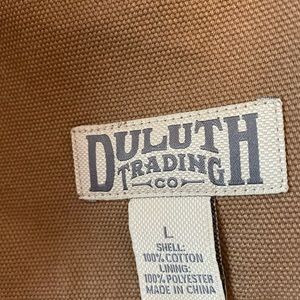 DULUTH
TRADING
CO
L
SHELL:
100% COTTON
LINING:
100% POLYESTER
MADE IN CHINA